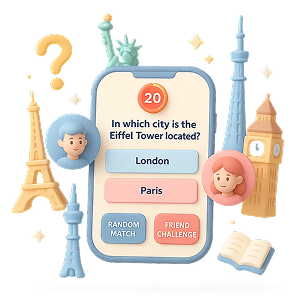 20
In which city is the
Eiffel Tower located?
London
Paris
RANDOM
MATCH
FRIEND
CHALLENGE